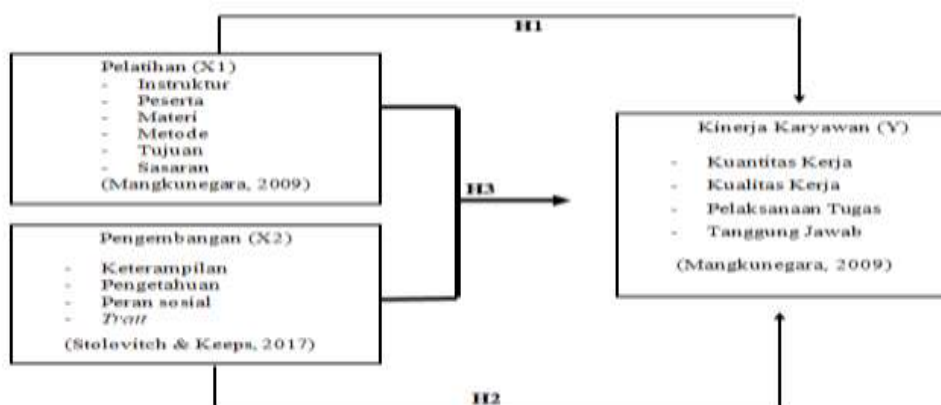 H1
Pelatihan (X1)
- Instruktur
- Peserta
- Materi
- Metode
- Tujuan
- Sasaran
(Mangkunegara, 2009)
H3
Pengembangan (X2)
- Keterampilan
- Pengetahuan
- Peran sosial
- Trait
(Stolovitch & Keeps, 2017)
Kinerja Karyawan (Y)
- Kuantitas Kerja
- Kualitas Kerja
- Pelaksanaan Tugas
- Tanggung Jawab
(Mangkunegara, 2009)
H2